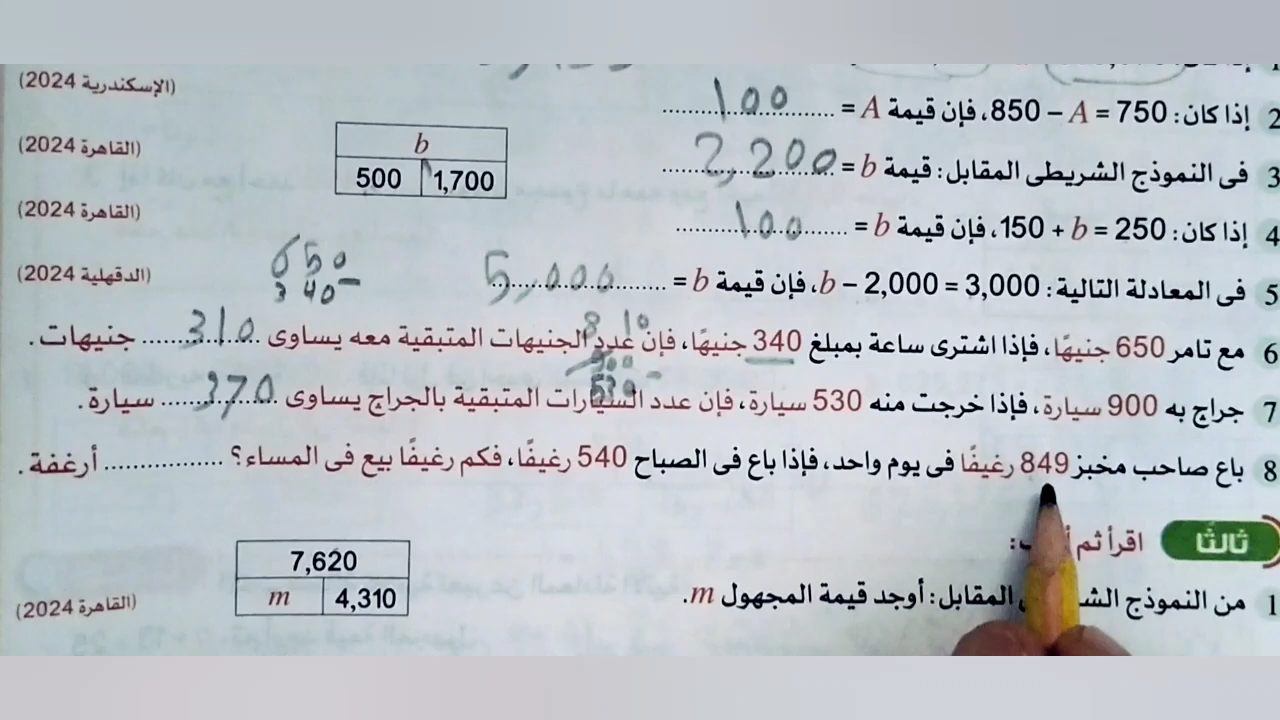 2 إذا كان: 850 – A = 750، فإن قيمة A = 100 (الإسكندرية 2024)
3 فى النموذج الشريطى المقابل: قيمة b = 2,200 (القاهرة 2024)
b
500 1,700
4 إذا كان: 150 + b = 250، فإن قيمة b = 100 (القاهرة 2024)
5 فى المعادلة التالية: b – 2,000 = 3,000، فإن قيمة b = 5,000 (الدقهلية 2024)
650
340 –
6 مع تامر 650 جنيهًا، فإذا اشترى ساعة بمبلغ 340 جنيهًا، فإن عدد الجنيهات المتبقية معه يساوى 310 جنيهات.
8 10
900
530 –
7 جراج به 900 سيارة، فإذا خرجت منه 530 سيارة، فإن عدد السيارات المتبقية بالجراج يساوى 370 سيارة.
8 باع صاحب مخبز 849 رغيفًا فى يوم واحد، فإذا باع فى الصباح 540 رغيفًا، فكم رغيفًا بيع فى المساء؟ .................. أرغفة.
ثالثًا اقرأ ثم
1 من النموذج المقابل: أوجد قيمة المجهول m. (القاهرة 2024)
7,620
m 4,310